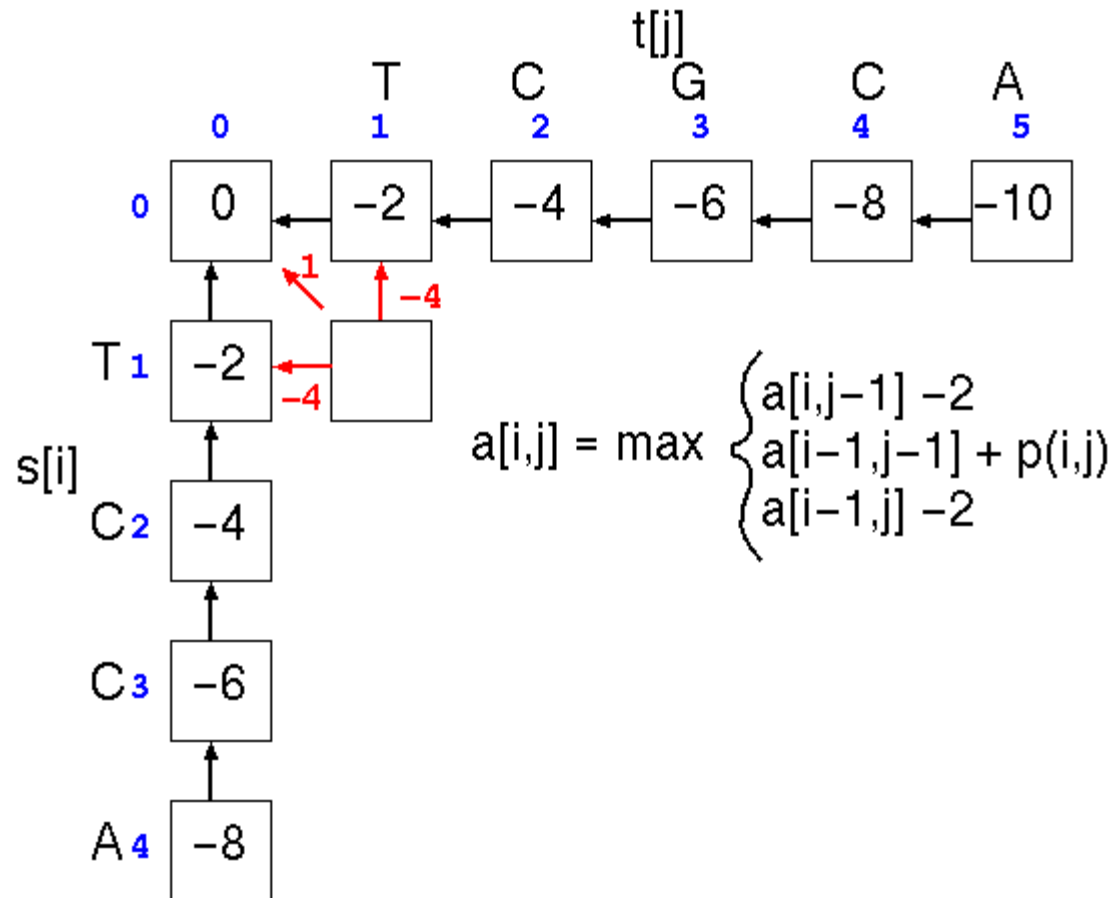 t[j]
T C G C A
0 1 2 3 4 5
0 0 −2 −4 −6 −8 −10
1
−4
T 1 −2
−4
a[i,j−1] −2
a[i,j] = max a[i−1,j−1] + p(i,j)
a[i−1,j] −2
s[i]
C 2 −4
C 3 −6
A 4 −8